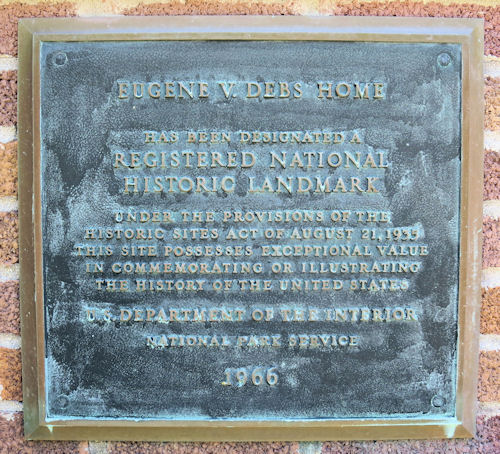 EUGENE V. DEBS HOME
HAS BEEN DESIGNATED A
REGISTERED NATIONAL
HISTORIC LANDMARK
UNDER THE PROVISIONS OF THE
HISTORIC SITES ACT OF AUGUST 21, 1935
THIS SITE POSSESSES EXCEPTIONAL VALUE
IN COMMEMORATING OR ILLUSTRATING
THE HISTORY OF THE UNITED STATES
U.S. DEPARTMENT OF THE INTERIOR
NATIONAL PARK SERVICE
1966